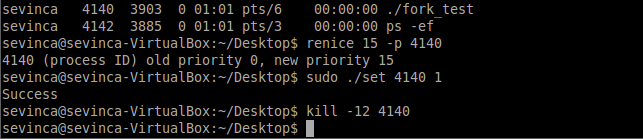 sevinca 4140 3903 0 01:01 pts/6 00:00:00 ./fork_test
sevinca 4142 3885 0 01:01 pts/3 00:00:00 ps -ef
sevinca@sevinca-VirtualBox:~/Desktop$ renice 15 -p 4140
4140 (process ID) old priority 0, new priority 15
sevinca@sevinca-VirtualBox:~/Desktop$ sudo ./set 4140 1
Success
sevinca@sevinca-VirtualBox:~/Desktop$ kill -12 4140
sevinca@sevinca-VirtualBox:~/Desktop$